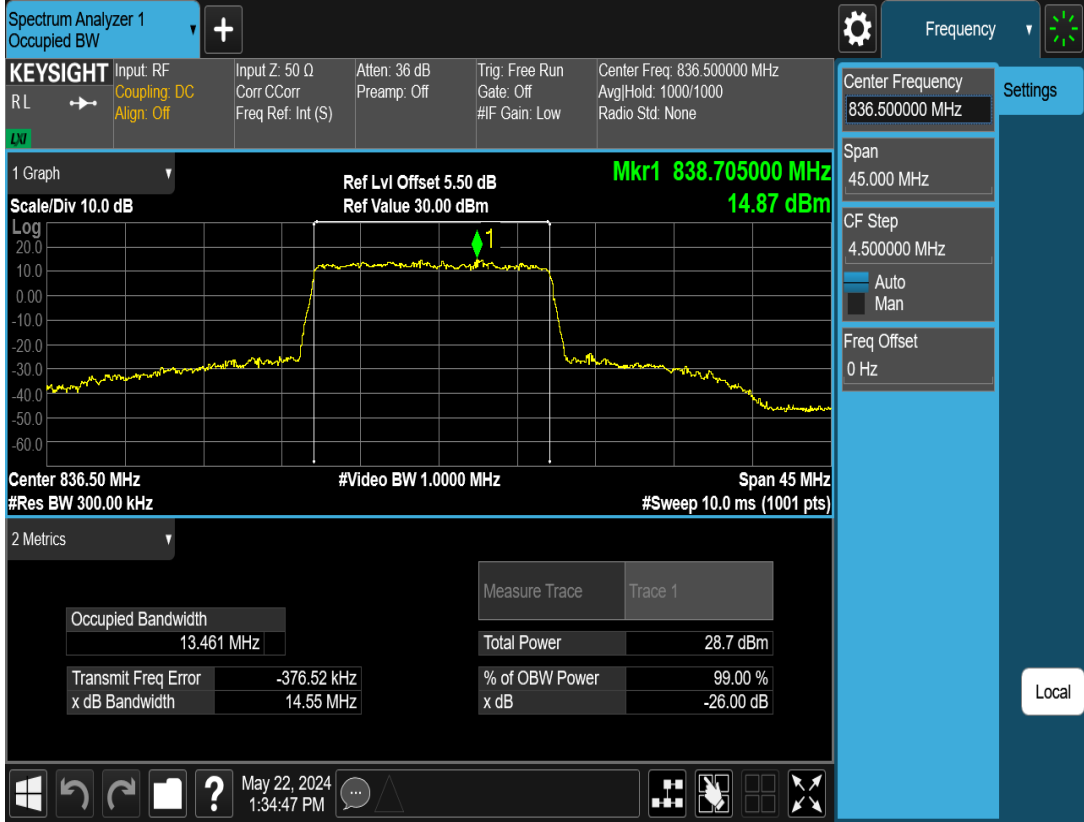 Spectrum Analyzer 1
Occupied BW
+
Frequency
KEYSIGHT
RL
LXI
Input: RF
Coupling: DC
Align: Off
Input Z: 50 Ω
Corr CCorr
Freq Ref: Int (S)
Atten: 36 dB
Preamp: Off
Trig: Free Run
Gate: Off
#IF Gain: Low
Center Freq: 836.500000 MHz
Avg|Hold: 1000/1000
Radio Std: None
Center Frequency
836.500000 MHz
Settings
Span
45.000 MHz
CF Step
4.500000 MHz
Auto
Man
Freq Offset
0 Hz
Local
1 Graph
Scale/Div 10.0 dB
Ref Lvl Offset 5.50 dB
Ref Value 30.00 dBm
Mkr1 838.705000 MHz
14.87 dBm
Log
1
20.0
10.0
0.00
-10.0
-20.0
-30.0
-40.0
-50.0
-60.0
Center 836.50 MHz
#Video BW 1.0000 MHz
Span 45 MHz
#Res BW 300.00 kHz
#Sweep 10.0 ms (1001 pts)
2 Metrics
Measure Trace
Trace 1
Occupied Bandwidth
13.461 MHz
Total Power
28.7 dBm
Transmit Freq Error
-376.52 kHz
% of OBW Power
99.00 %
x dB Bandwidth
14.55 MHz
x dB
-26.00 dB
?
May 22, 2024
1:34:47 PM